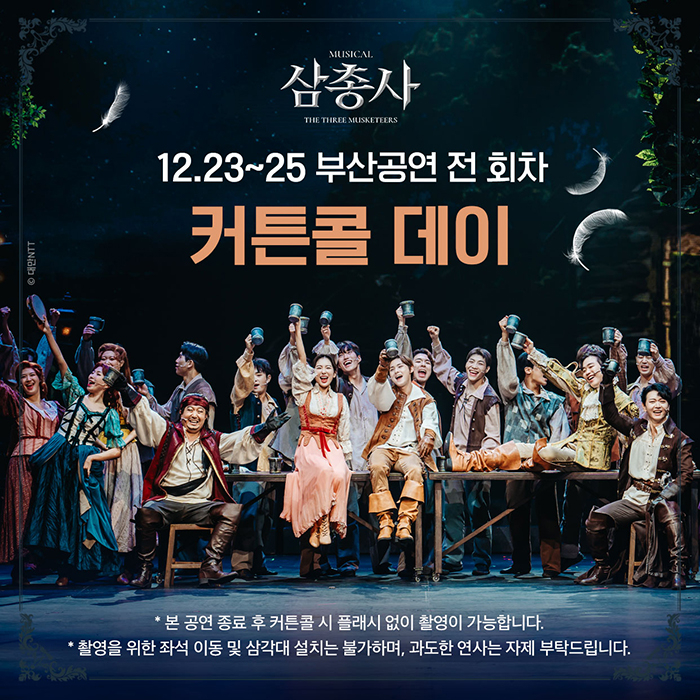 MUSICAL
삼총사
THE THREE MUSKETEERS
12.23~25 부산공연 전 회차
커튼콜 데이
© 대만NTT
* 본 공연 종료 후 커튼콜 시 플래시 없이 촬영이 가능합니다.
* 촬영을 위한 좌석 이동 및 삼각대 설치는 불가하며, 과도한 연사는 자제 부탁드립니다.